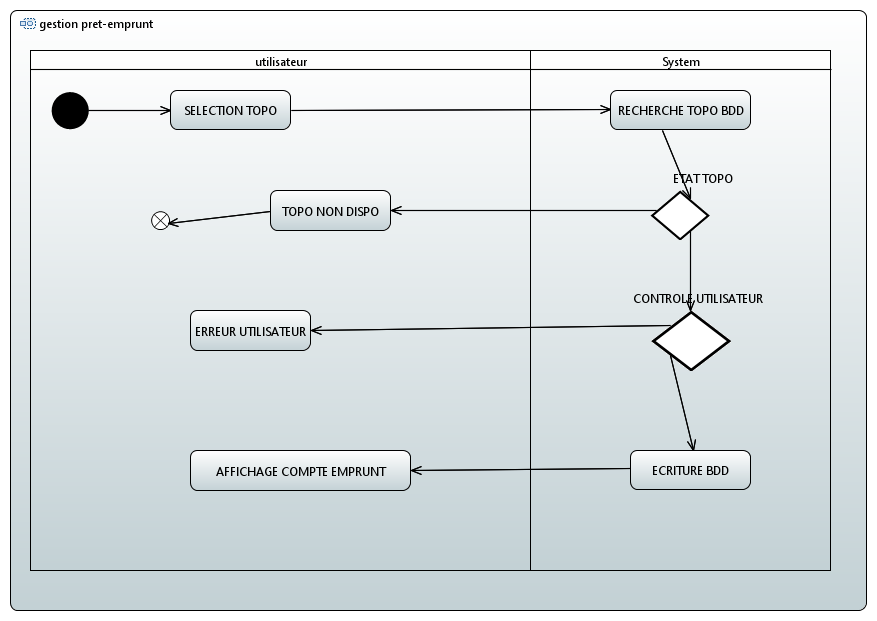 gestion pret-emprunt
utilisateur
System
SELECTION TOPO
RECHERCHE TOPO BDD
ETAT TOPO
TOPO NON DISPO
CONTROLE UTILISATEUR
ERREUR UTILISATEUR
AFFICHAGE COMPTE EMPRUNT
ECRITURE BDD